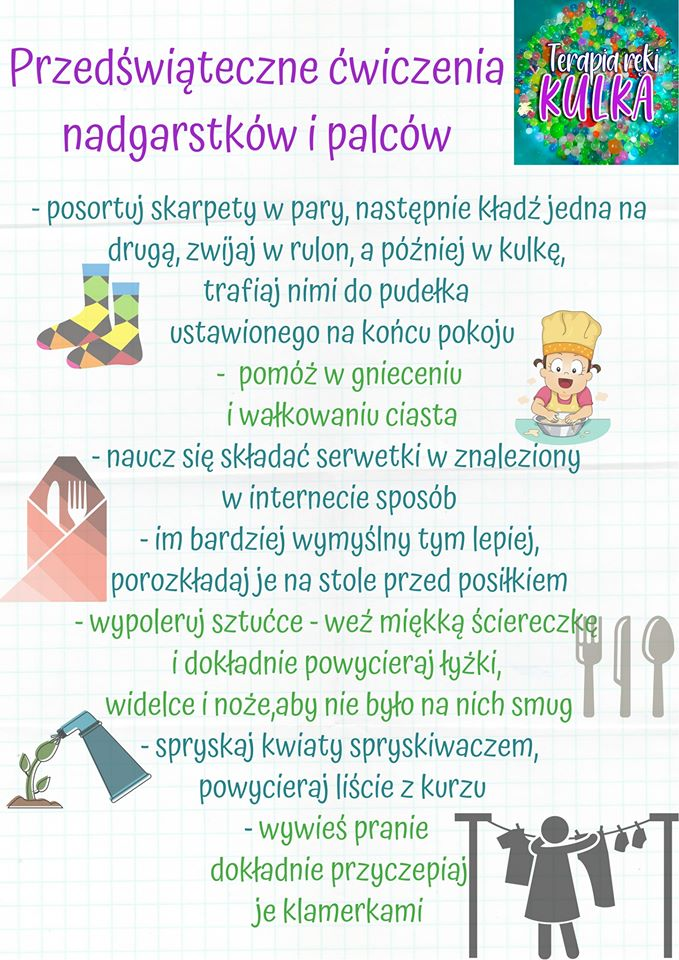 Przedświąteczne ćwiczenia
nadgarstków i palców
Terapia ręki
KULKA
- posortuj skarpety w pary, następnie kładź jedna na
drugą, zwijaj w rulon, a później w kulkę,
trafiaj nimi do pudełka
ustawionego na końcu pokoju
- pomóż w gnieceniu
i wałkowaniu ciasta
- naucz się składać serwetki w znaleziony
w internecie sposób
- im bardziej wymyślny tym lepiej,
porozkładaj je na stole przed posiłkiem
- wypoleruj sztućce - weź miękką ściereczkę
i dokładnie powycieraj łyżki,
widelce i noże,aby nie było na nich smug
- spryskaj kwiaty spryskiwaczem,
powycieraj liście z kurzu
- wywieś pranie
dokładnie przyczepiaj
je klamerkami